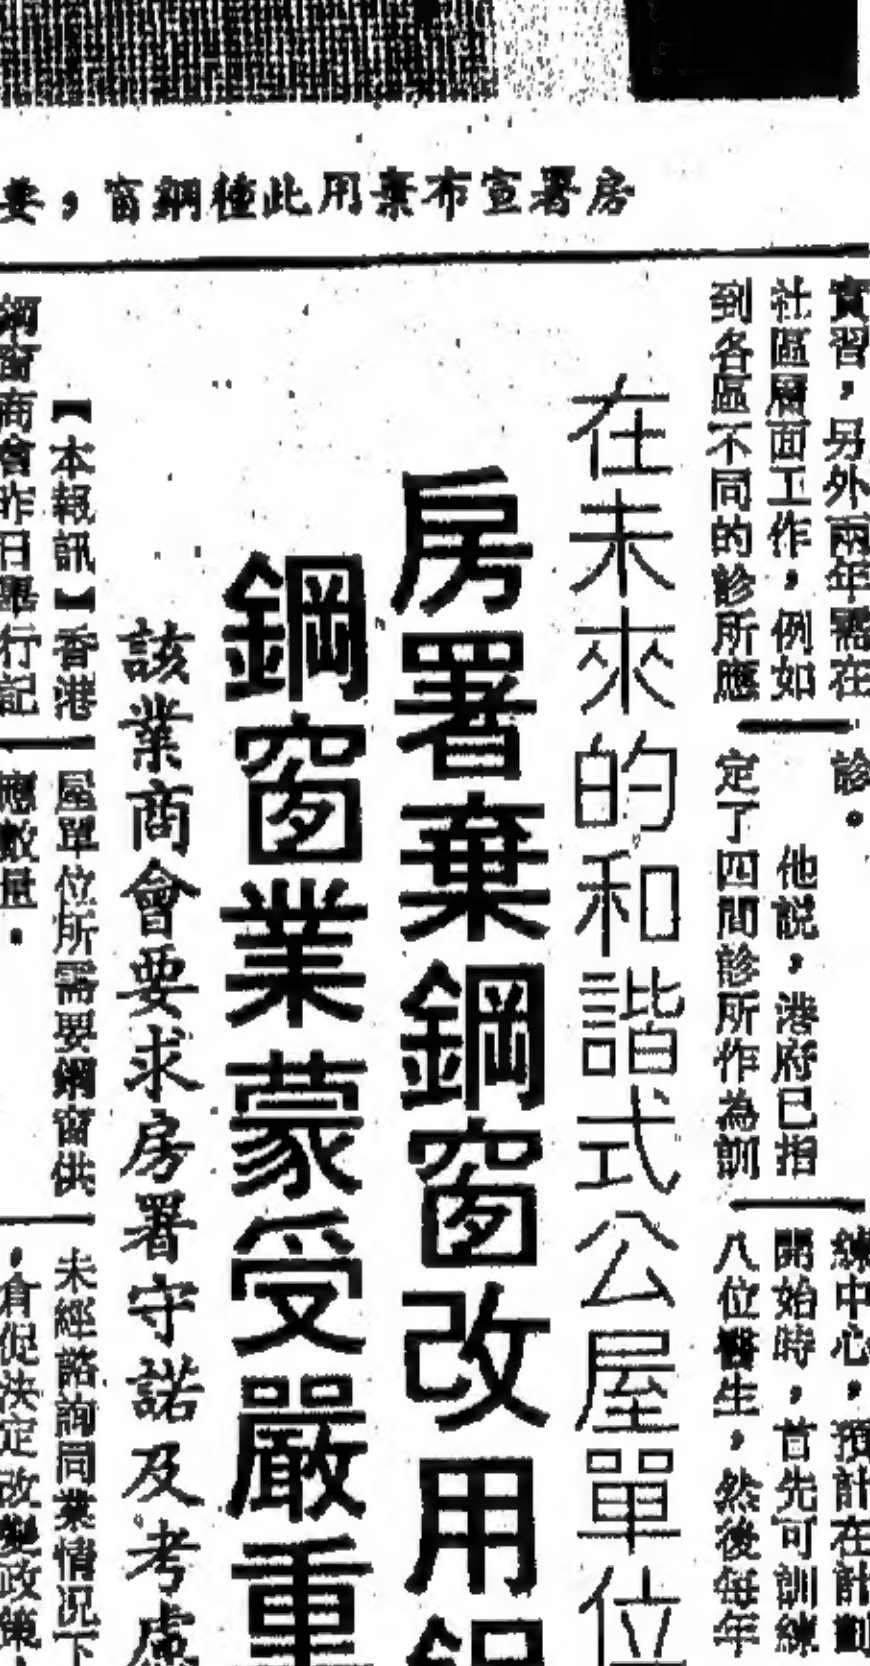 房署宣布棄用此種鋼窗，要
實習，另外兩年需在
社區層面工作，例如
到各區不同的診所應
診。
他説，港府已指
定了四間診所作為訓
練中心，預計在計劃
開始時，首先可訓練
八位醫生，然後每年
在未來的和諧式公屋單位
房署棄鋼窗改用鋁
鋼窗業蒙受嚴重
該業商會要求房署守諾及考慮
【本報訊】香港
鋼窗商會昨日舉行記
屋單位所需要鋼窗供
應數量．
未經諮詢同業情況下
，倉促決定改變政策，